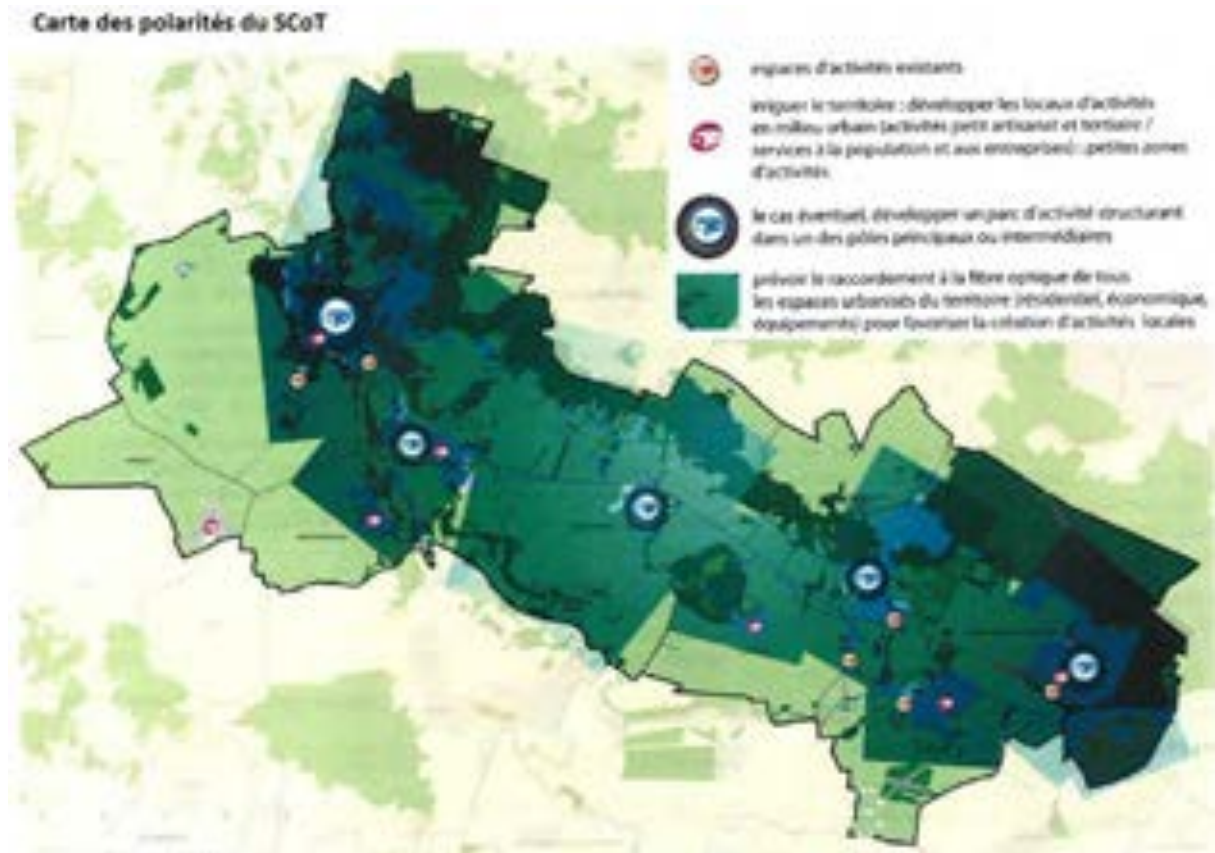 Carte des polarités du SCoT
espaces d'activités existants
irriguer le territoire : développer les locaux d'activités
en milieu urbain (activités petit artisanat et tertiaire /
services à la population et aux entreprises) : petites zones
d'activités
le cas éventuel, développer un parc d'activité structurant
dans un des pôles principaux ou intermédiaires
prévoir le raccordement à la fibre optique de tous
les espaces urbanisés du territoire (résidentiel, économique,
équipements) pour favoriser la création d'activités locales